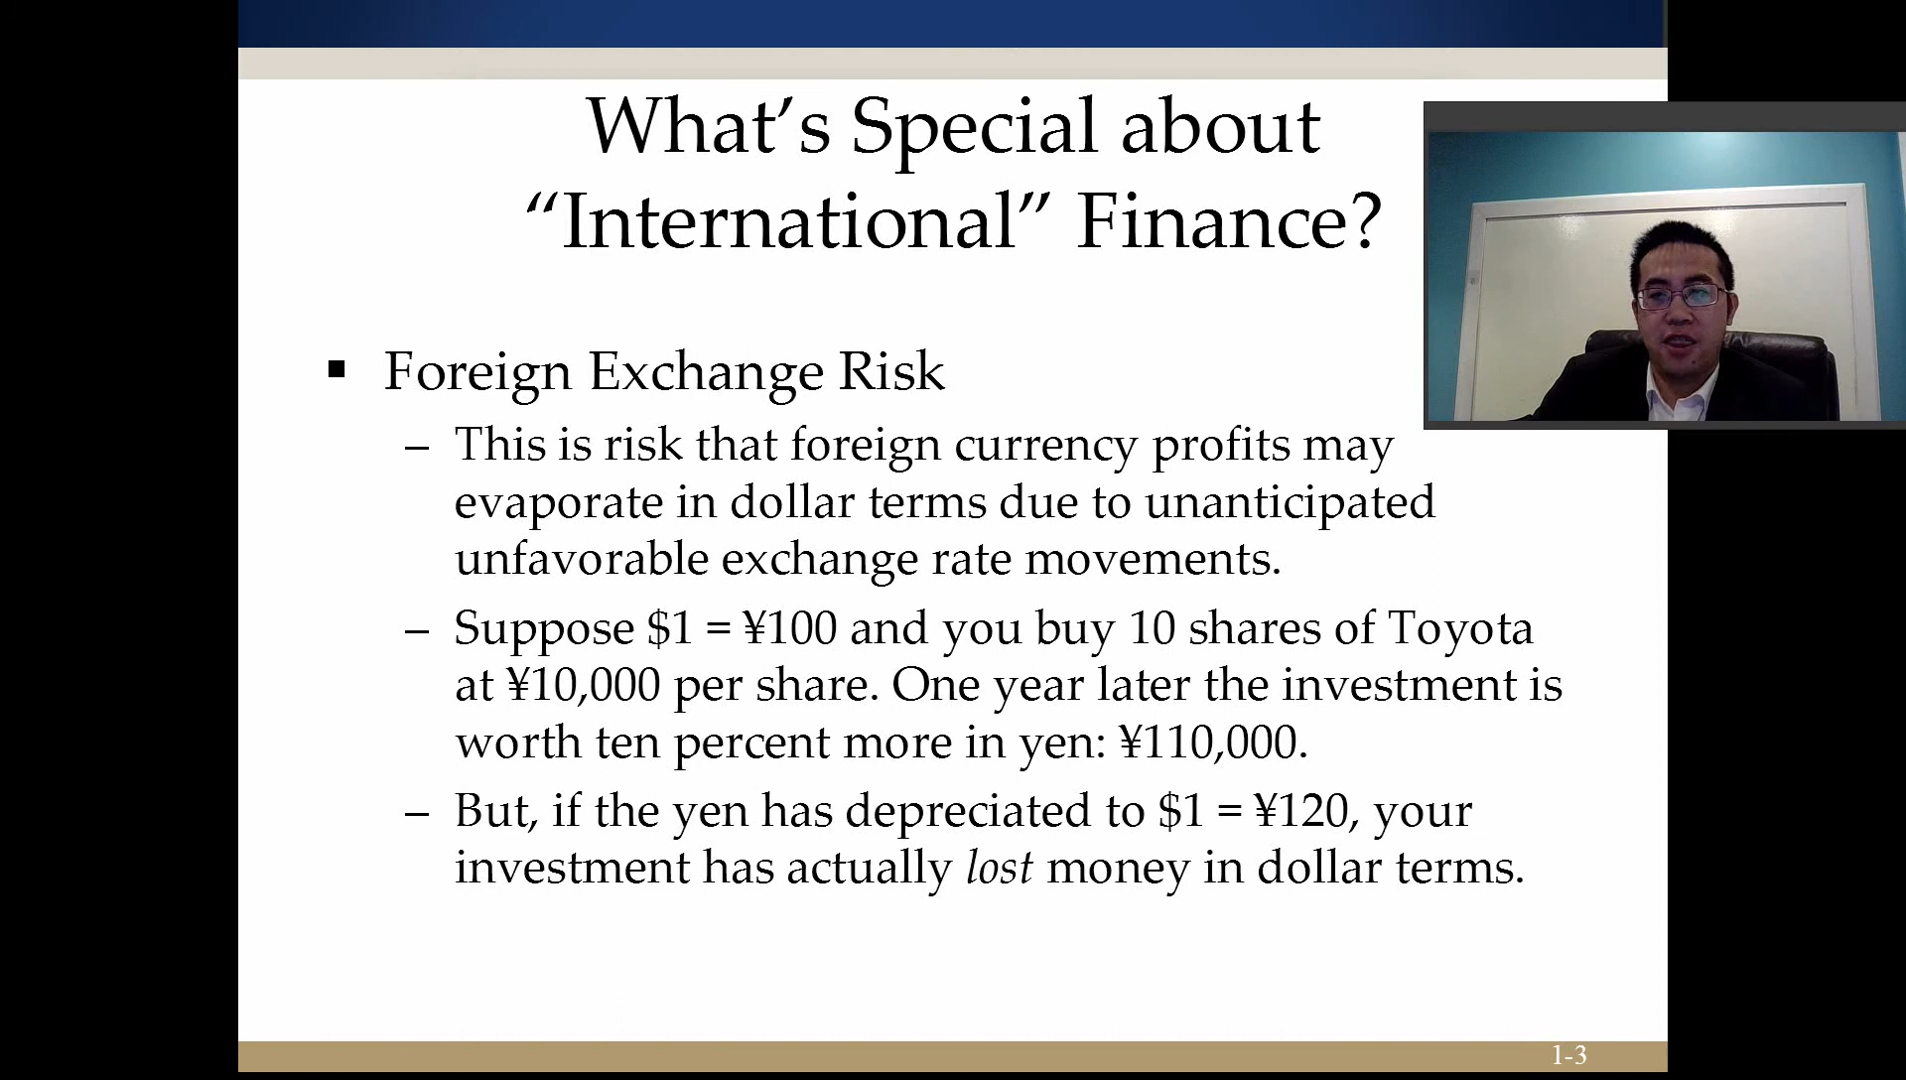 What’s Special about
“International” Finance?
▪ Foreign Exchange Risk
– This is risk that foreign currency profits may
evaporate in dollar terms due to unanticipated
unfavorable exchange rate movements.
– Suppose $1 = ¥100 and you buy 10 shares of Toyota
at ¥10,000 per share. One year later the investment is
worth ten percent more in yen: ¥110,000.
– But, if the yen has depreciated to $1 = ¥120, your
investment has actually lost money in dollar terms.
1-3